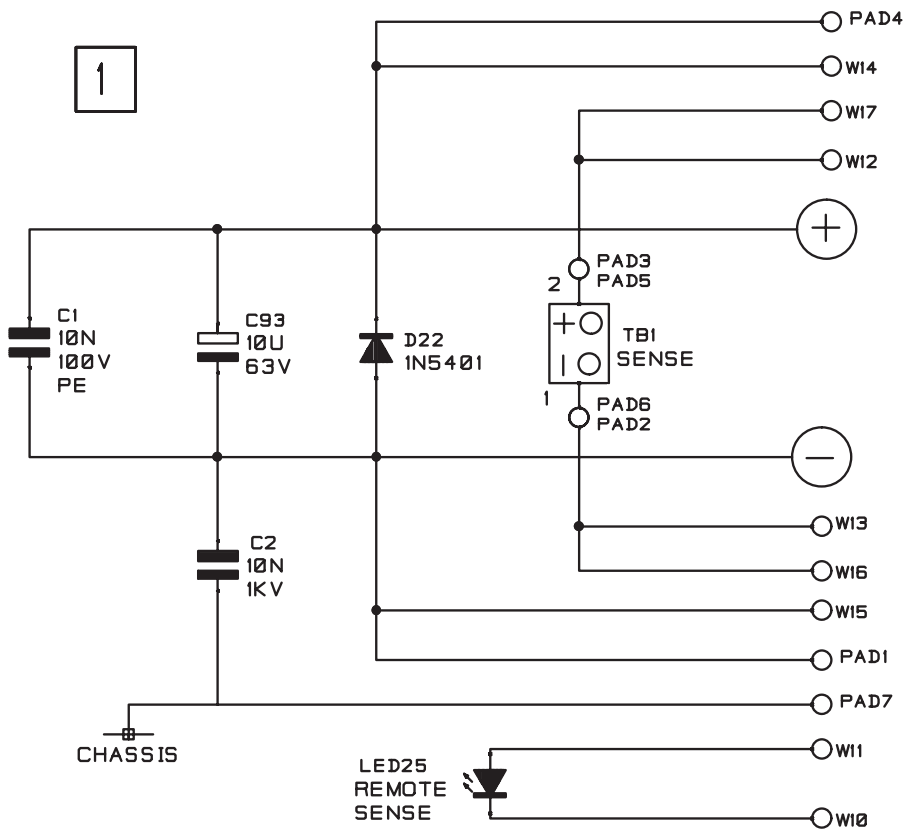 PAD4
1
W14
W17
W12
+
PAD3
2
PAD5
C1
10N
100V
PE
C93
10U
63V
D22
1N5401
+
TB1
SENSE
1
PAD6
PAD2
W13
C2
10N
1KV
W16
W15
PAD1
PAD7
CHASSIS
W11
LED25
REMOTE
SENSE
W10